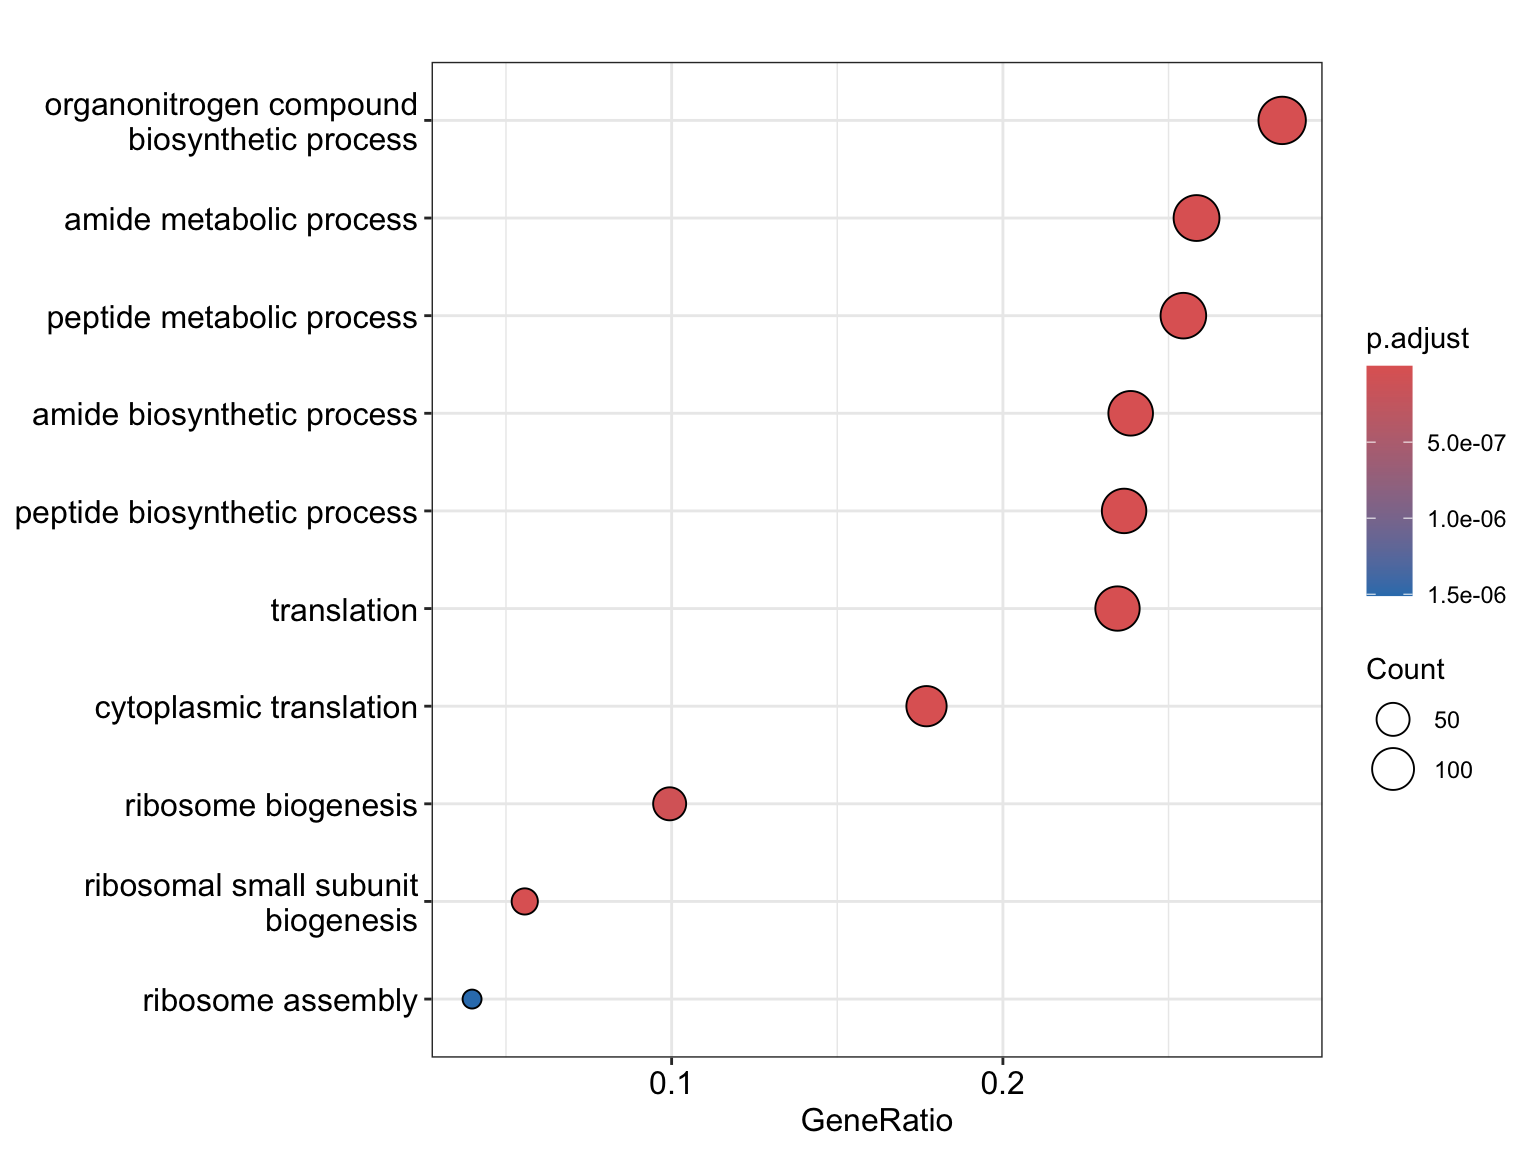 organonitrogen compound
biosynthetic process
amide metabolic process
peptide metabolic process
amide biosynthetic process
peptide biosynthetic process
translation
cytoplasmic translation
ribosome biogenesis
ribosomal small subunit
biogenesis
ribosome assembly
0.1
0.2
GeneRatio
p.adjust
5.0e-07
1.0e-06
1.5e-06
Count
50
100